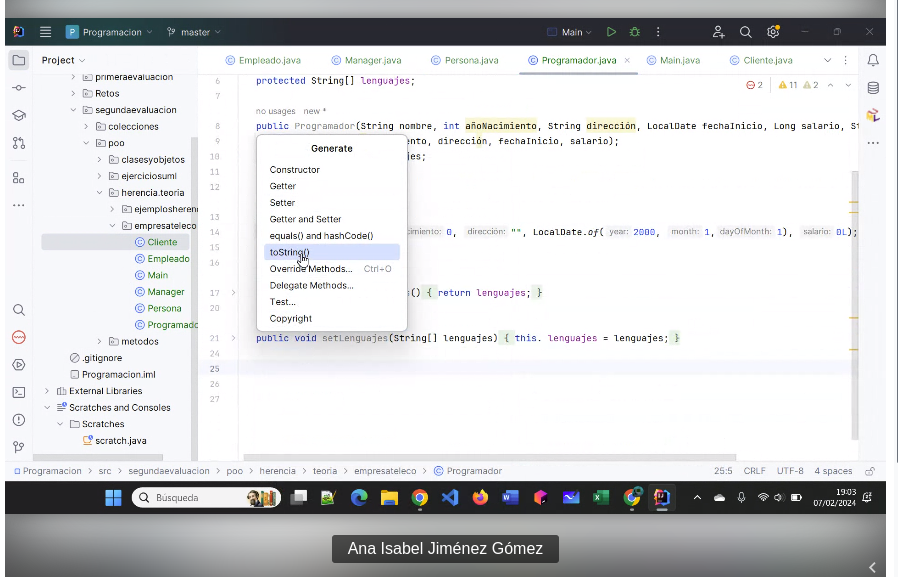 P Programacion
master
Main
Project
Empleado.java
Manager.java
Persona.java
Programador.java
Main.java
Cliente.java
2
11
2
primeraevaluacion
Retos
segundaevaluacion
colecciones
poo
clasesyobjetos
ejerciciosuml
herencia.teoria
ejemplosheren
empresateleco
Cliente
Empleado
Main
Manager
Persona
Programado
metodos
.gitignore
Programacion.iml
External Libraries
Scratches and Consoles
Scratches
scratch.java
6 protected String[] lenguajes;
7
no usages new *
8 public Programador(String nombre, int añoNacimiento, String dirección, LocalDate fechaInicio, Long salario, St
9 ento, dirección, fechaInicio, salario);
10 jes;
11
12
13
14 cimiento: 0, dirección: "", LocalDate.of( year: 2000, month: 1, dayOfMonth: 1), salario: 0L);
15
16
17 () { return lenguajes; }
20
21 public void setLenguajes(String[] lenguajes) { this. lenguajes = lenguajes; }
24
25
26
27
Generate
Constructor
Getter
Setter
Getter and Setter
equals() and hashCode()
toString()
Override Methods... Ctrl+O
Delegate Methods...
Test...
Copyright
Programacion > src > segundaevaluacion > poo > herencia > teoria > empresateleco > Programador
25:5 CRLF UTF-8 4 spaces
Búsqueda
19:03
07/02/2024
Ana Isabel Jiménez Gómez